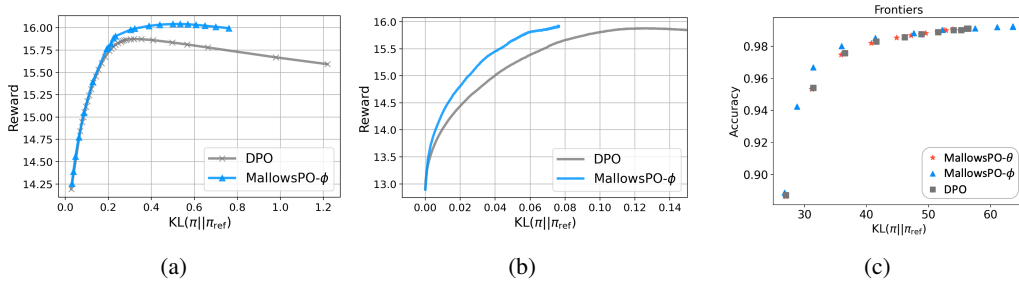 16.00
15.75
15.50
15.25
15.00
14.75
14.50
14.25
Reward
0.0 0.2 0.4 0.6 0.8 1.0 1.2
KL(π||π_ref)
DPO
MallowsPO-ϕ
(a)
16.0
15.5
15.0
14.5
14.0
13.5
13.0
Reward
0.00 0.02 0.04 0.06 0.08 0.10 0.12 0.14
KL(π||π_ref)
DPO
MallowsPO-ϕ
(b)
Frontiers
0.98
0.96
0.94
0.92
0.90
Accuracy
30 40 50 60
KL(π||π_ref)
MallowsPO-θ
MallowsPO-ϕ
DPO
(c)